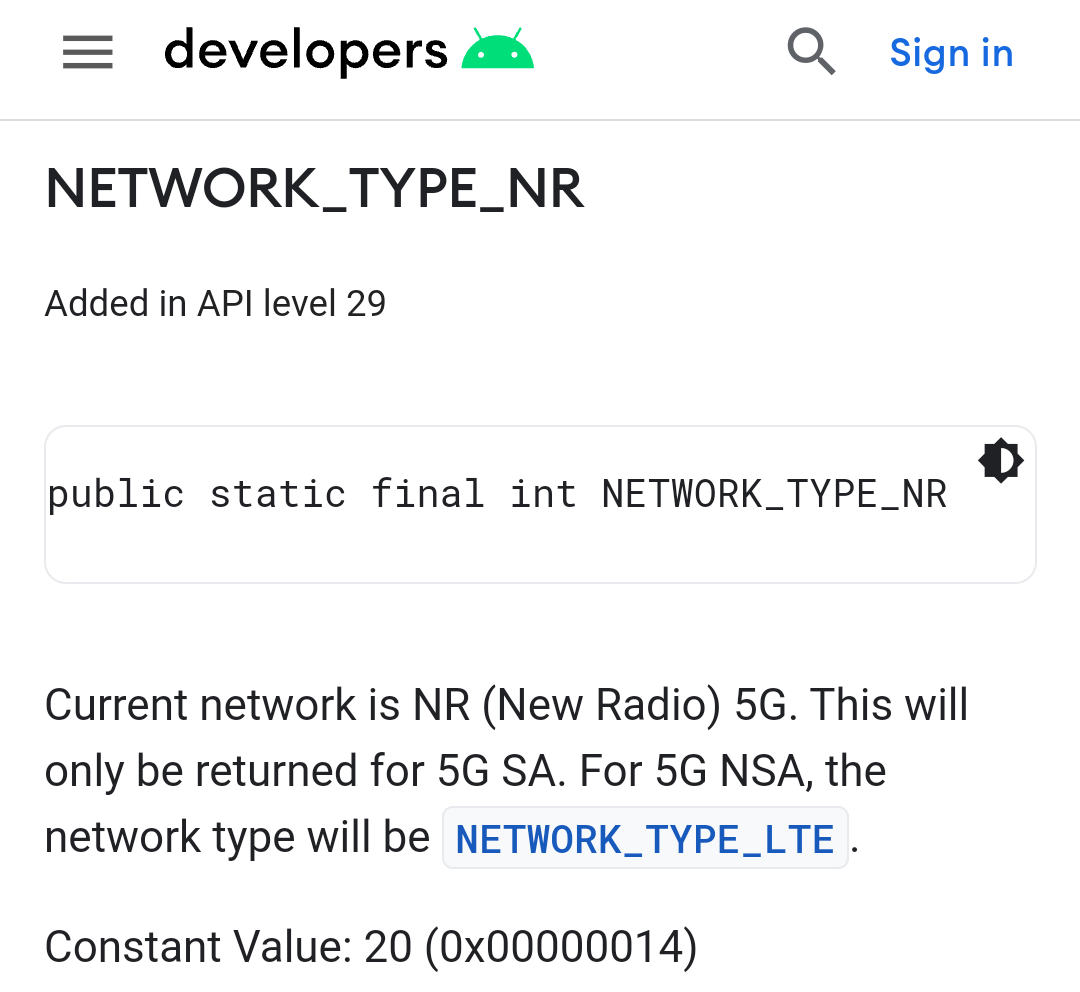 developers
Sign in
NETWORK_TYPE_NR
Added in API level 29
public static final int NETWORK_TYPE_NR
Current network is NR (New Radio) 5G. This will
only be returned for 5G SA. For 5G NSA, the
network type will be NETWORK_TYPE_LTE.
Constant Value: 20 (0x00000014)